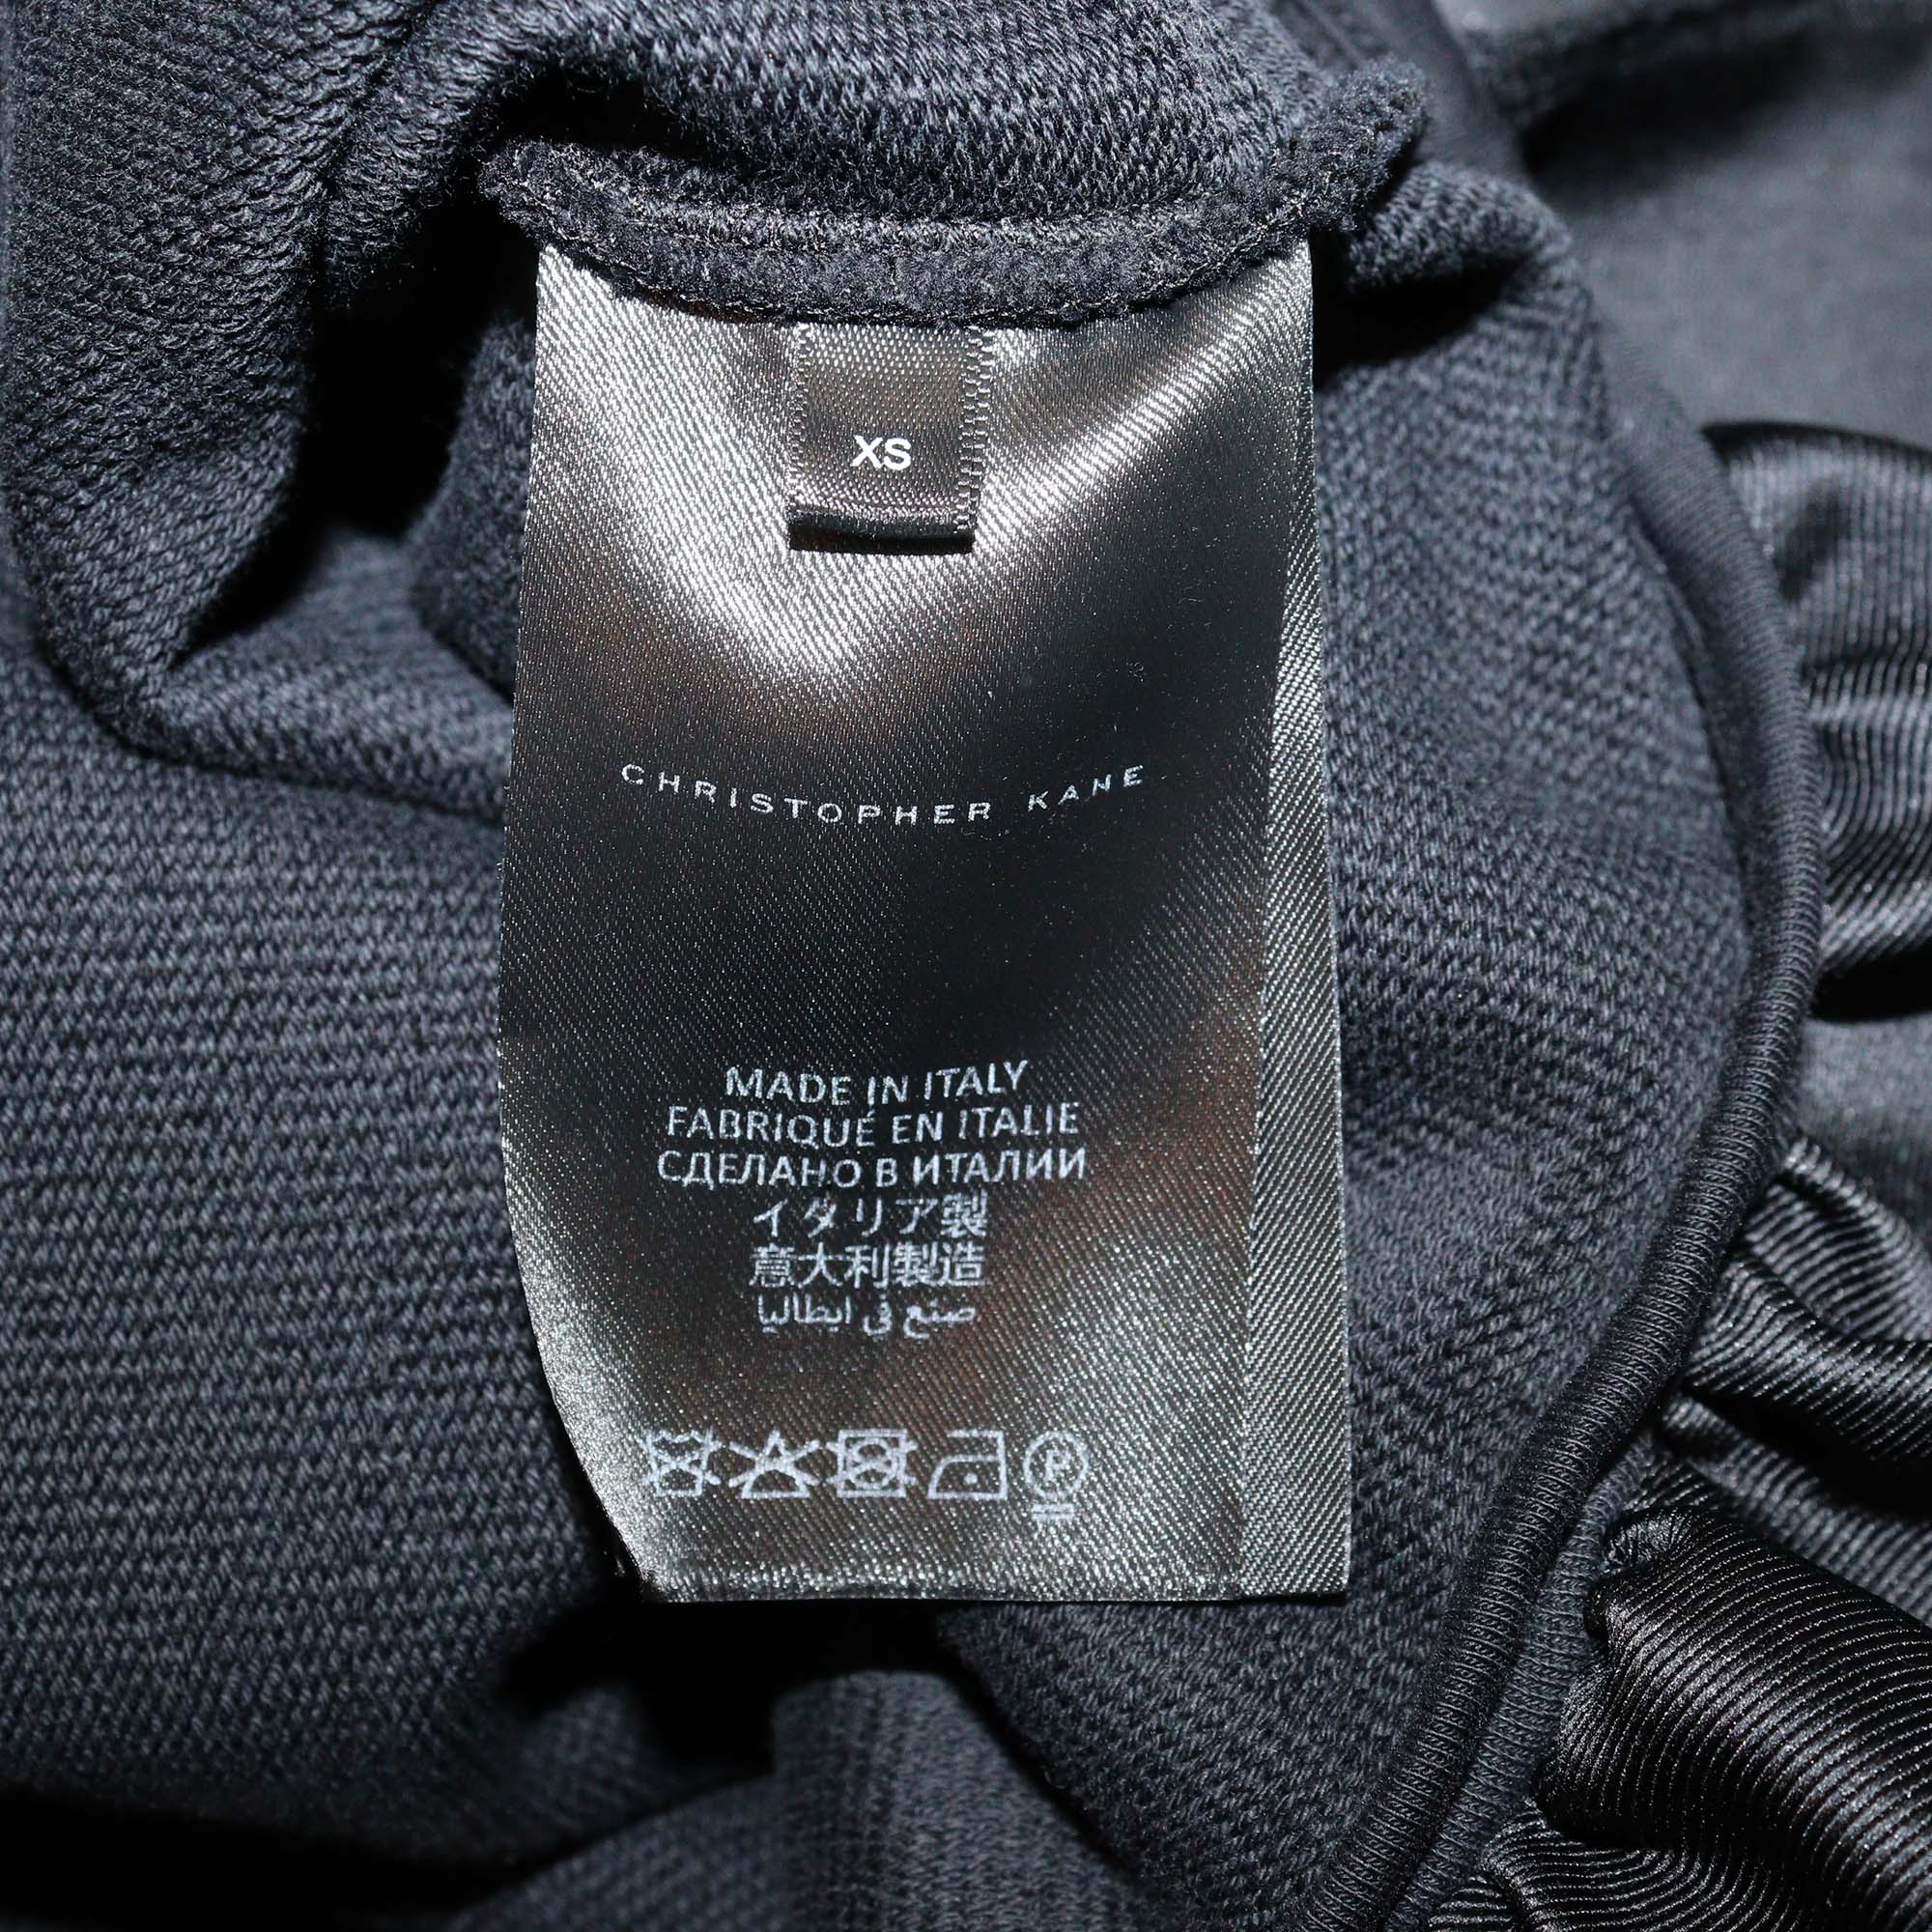 XS
CHRISTOPHER KANE
MADE IN ITALY
FABRIQUÉ EN ITALIE
СДЕЛАНО В ИТАЛИИ
イタリア製
意大利製造
صنع في ايطاليا
P